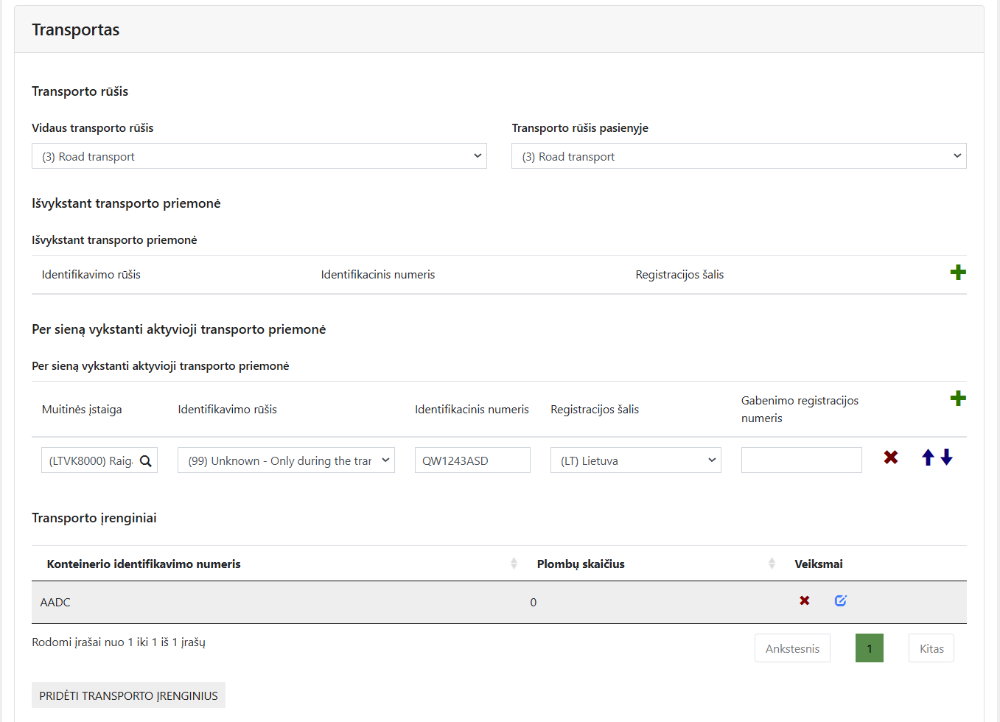 Transportas
Transporto rūšis
Vidaus transporto rūšis
Transporto rūšis pasienyje
(3) Road transport
(3) Road transport
Išvykstant transporto priemonė
Išvykstant transporto priemonė
Identifikavimo rūšis
Identifikacinis numeris
Registracijos šalis
Per sieną vykstanti aktyvioji transporto priemonė
Per sieną vykstanti aktyvioji transporto priemonė
Muitinės įstaiga
Identifikavimo rūšis
Identifikacinis numeris
Registracijos šalis
Gabenimo registracijos
numeris
(LTVK8000) Raig
(99) Unknown - Only during the trar
QW1243ASD
(LT) Lietuva
Transporto įrenginiai
Konteinerio identifikavimo numeris
Plombų skaičius
Veiksmai
AADC
0
Rodomi įrašai nuo 1 iki 1 iš 1 įrašų
Ankstesnis
1
Kitas
PRIDĖTI TRANSPORTO ĮRENGINIUS